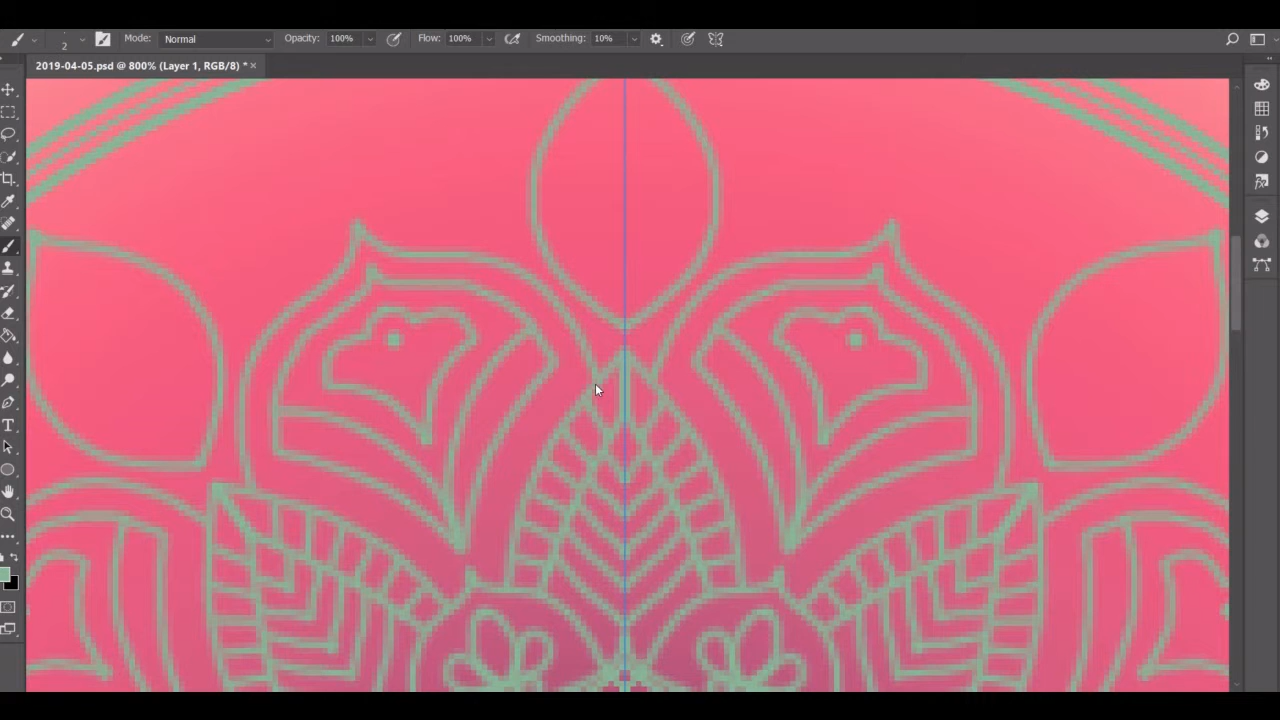 2 Mode: Normal Opacity: 100% Flow: 100% Smoothing: 10%
2019-04-05.psd @ 800% (Layer 1, RGB/8) *